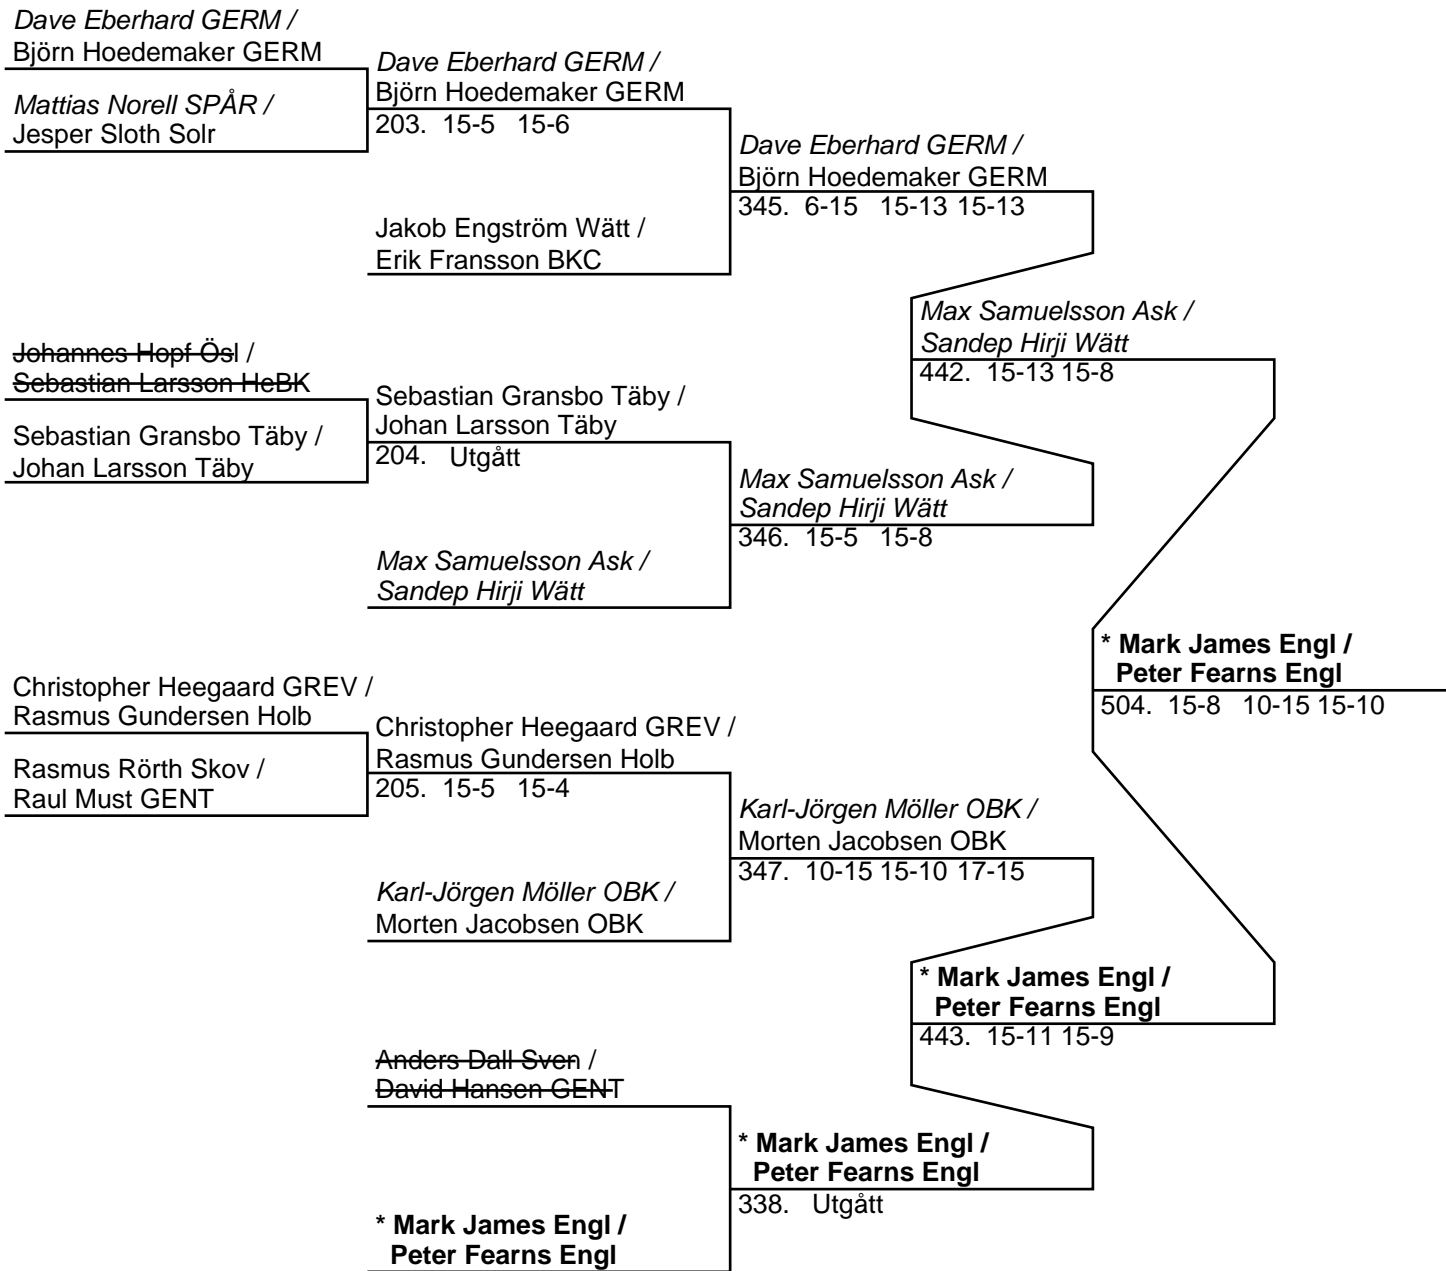 Dave Eberhard GERM /
Björn Hoedemaker GERM
Mattias Norell SPÅR /
Jesper Sloth Solr
Johannes Hopf Ösl /
Sebastian Larsson HeBK
Sebastian Gransbo Täby /
Johan Larsson Täby
Christopher Heegaard GREV /
Rasmus Gundersen Holb
Rasmus Rörth Skov /
Raul Must GENT
Dave Eberhard GERM /
Björn Hoedemaker GERM
203. 15-5 15-6
Jakob Engström Wätt /
Erik Fransson BKC
Sebastian Gransbo Täby /
Johan Larsson Täby
204. Utgått
Max Samuelsson Ask /
Sandep Hirji Wätt
Christopher Heegaard GREV /
Rasmus Gundersen Holb
205. 15-5 15-4
Karl-Jörgen Möller OBK /
Morten Jacobsen OBK
Anders Dall Sven /
David Hansen GENT
* Mark James Engl /
Peter Fearns Engl
Dave Eberhard GERM /
Björn Hoedemaker GERM
345. 6-15 15-13 15-13
Max Samuelsson Ask /
Sandep Hirji Wätt
346. 15-5 15-8
Karl-Jörgen Möller OBK /
Morten Jacobsen OBK
347. 10-15 15-10 17-15
* Mark James Engl /
Peter Fearns Engl
338. Utgått
Max Samuelsson Ask /
Sandep Hirji Wätt
442. 15-13 15-8
* Mark James Engl /
Peter Fearns Engl
443. 15-11 15-9
* Mark James Engl /
Peter Fearns Engl
504. 15-8 10-15 15-10